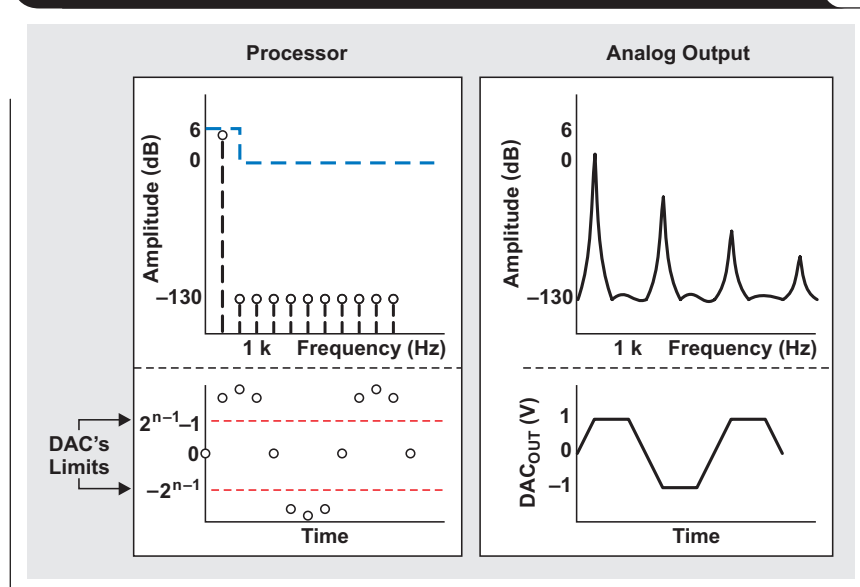 Processor
Amplitude (dB)
6
0
–130
1 k Frequency (Hz)
DAC's
Limits
2ⁿ⁻¹–1
0
–2ⁿ⁻¹
Time
Analog Output
Amplitude (dB)
6
0
–130
1 k Frequency (Hz)
DAC_OUT (V)
1
0
–1
Time